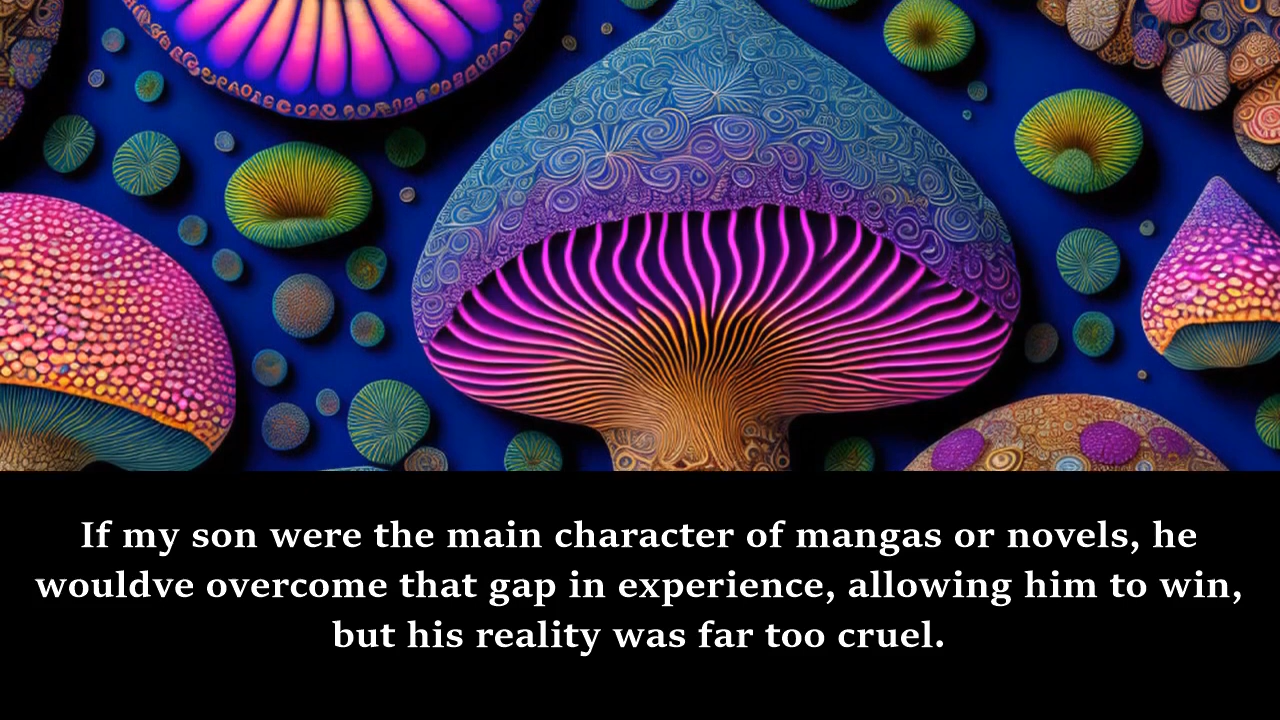 If my son were the main character of mangas or novels, he
wouldve overcome that gap in experience, allowing him to win,
but his reality was far too cruel.